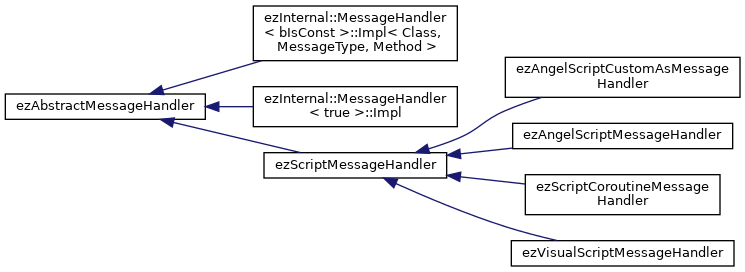 ezInternal::MessageHandler
< bIsConst >::Impl< Class,
MessageType, Method >
ezAbstractMessageHandler
ezInternal::MessageHandler
< true >::Impl
ezScriptMessageHandler
ezAngelScriptCustomAsMessage
Handler
ezAngelScriptMessageHandler
ezScriptCoroutineMessage
Handler
ezVisualScriptMessageHandler